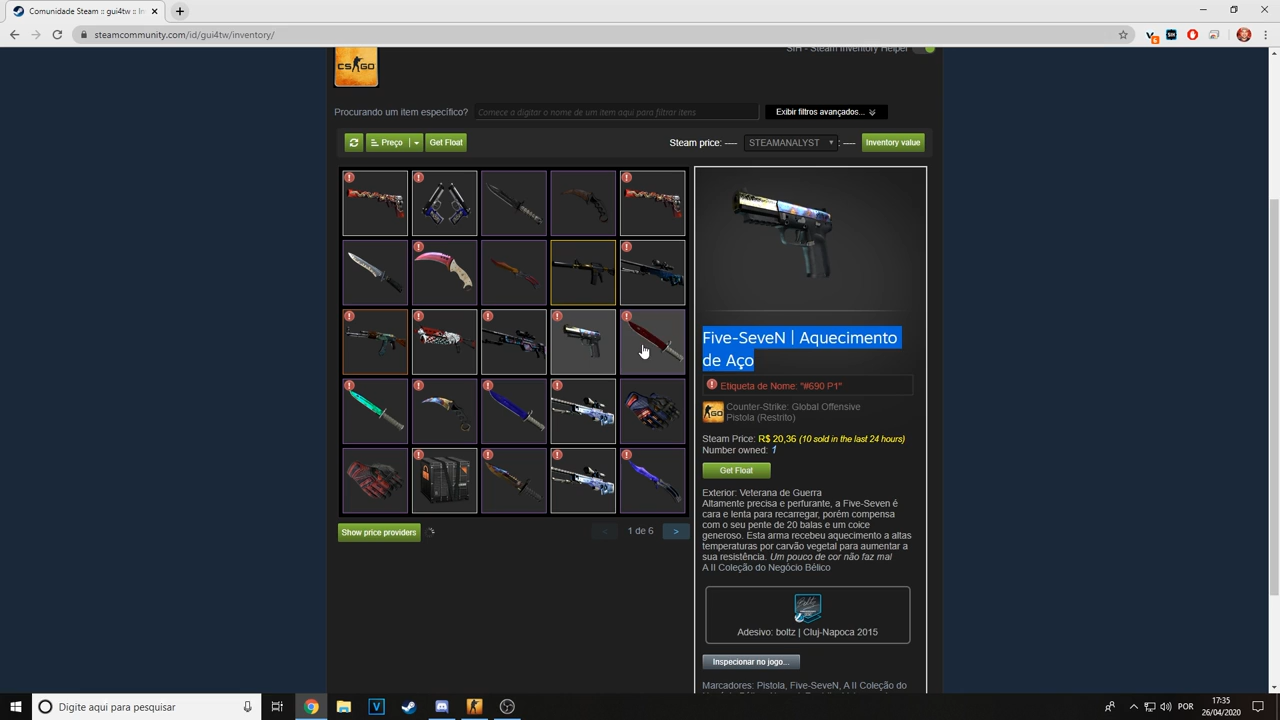 Comunidade Steam :: gui4tw :: In
steamcommunity.com/id/gui4tw/inventory/
6
SIH
CS GO
SIH - Steam Inventory Helper
Procurando um item específico?
Comece a digitar o nome de um item aqui para filtrar itens
Exibir filtros avançados...
Preço
Get Float
Steam price: —
STEAMANALYST
: —
Inventory value
Five-SeveN | Aquecimento
de Aço
Etiqueta de Nome: "#690 P1"
Counter-Strike: Global Offensive
Pistola (Restrito)
Steam Price: R$ 20,36 (10 sold in the last 24 hours)
Number owned: 1
Get Float
Exterior: Veterana de Guerra
Altamente precisa e perfurante, a Five-Seven é
cara e lenta para recarregar, porém compensa
com o seu pente de 20 balas e um coice
generoso. Esta arma recebeu aquecimento a altas
temperaturas por carvão vegetal para aumentar a
sua resistência. Um pouco de cor não faz mal
A II Coleção do Negócio Bélico
Show price providers
<
1 de 6
>
boltz
Adesivo: boltz | Cluj-Napoca 2015
Inspecionar no jogo...
Marcadores: Pistola, Five-SeveN, A II Coleção do
Digite aqui para pesquisar
POR
17:35
26/04/2020